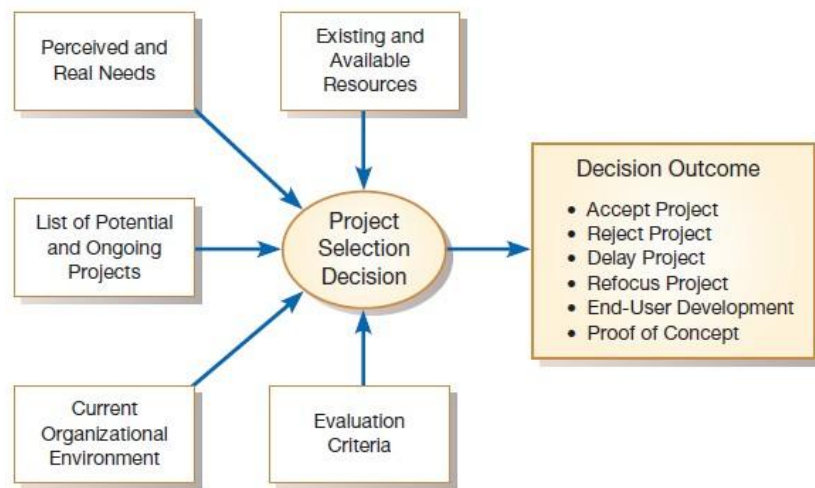 Perceived and
Real Needs
Existing and
Available
Resources
List of Potential
and Ongoing
Projects
Project
Selection
Decision
Decision Outcome
• Accept Project
• Reject Project
• Delay Project
• Refocus Project
• End-User Development
• Proof of Concept
Current
Organizational
Environment
Evaluation
Criteria